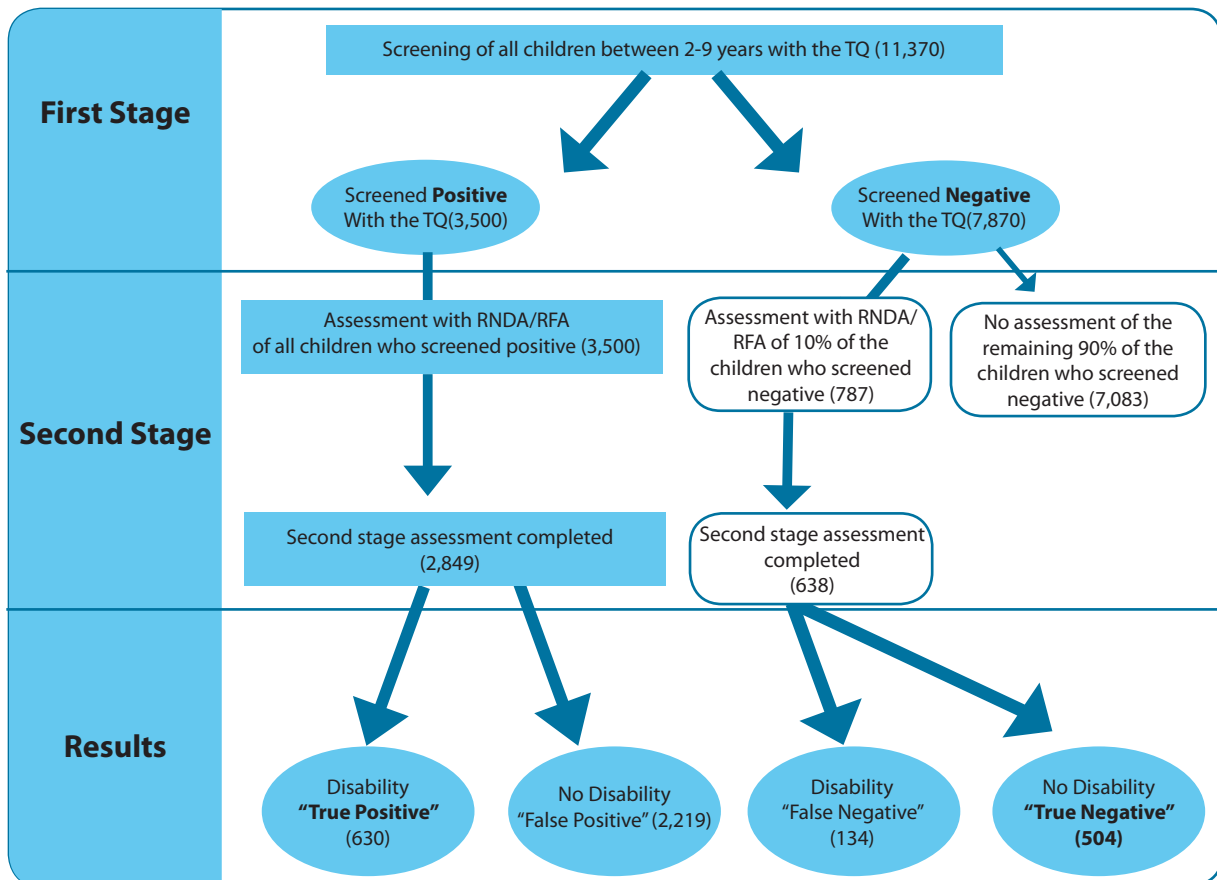 Screening of all children between 2-9 years with the TQ (11,370)
First Stage
Screened Positive
With the TQ(3,500)
Screened Negative
With the TQ(7,870)
Second Stage
Assessment with RNDA/RFA
of all children who screened positive (3,500)
Assessment with RNDA/
RFA of 10% of the
children who screened
negative (787)
No assessment of the
remaining 90% of the
children who screened
negative (7,083)
Second stage assessment completed
(2,849)
Second stage assessment
completed
(638)
Results
Disability
“True Positive”
(630)
No Disability
“False Positive” (2,219)
Disability
“False Negative”
(134)
No Disability
“True Negative”
(504)